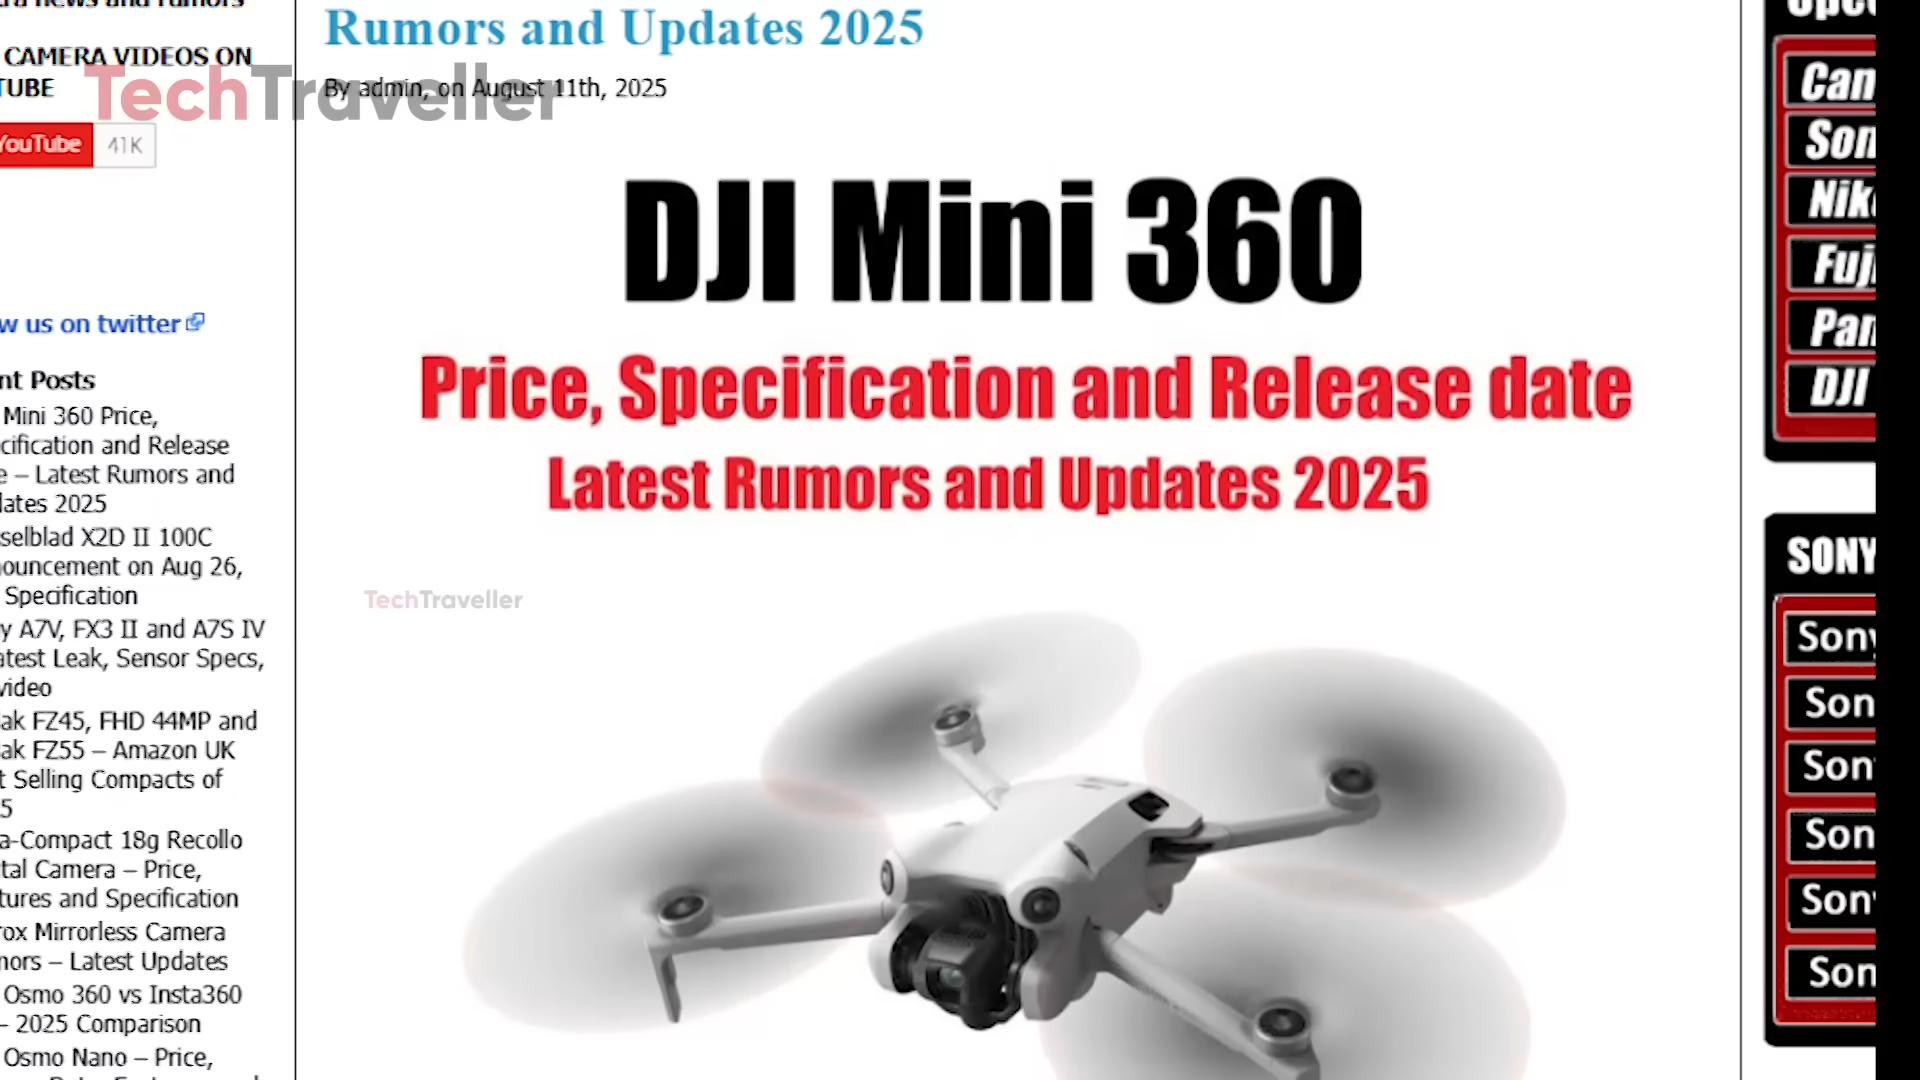 Rumors and Updates 2025
By admin, on August 11th, 2025
TechTraveller
CAMERA VIDEOS ON
TUBE
YouTube 41K
w us on twitter
nt Posts
Mini 360 Price,
cification and Release
e – Latest Rumors and
dates 2025
selblad X2D II 100C
nouncement on Aug 26,
Specification
y A7V, FX3 II and A7S IV
atest Leak, Sensor Specs,
video
ak FZ45, FHD 44MP and
ak FZ55 – Amazon UK
t Selling Compacts of
5
a-Compact 18g Recollo
tal Camera – Price,
tures and Specification
rox Mirrorless Camera
mors – Latest Updates
Osmo 360 vs Insta360
– 2025 Comparison
Osmo Nano – Price,
DJI Mini 360
Price, Specification and Release date
Latest Rumors and Updates 2025
TechTraveller
Can
Son
Nik
Fuj
Pan
DJI
SONY
Sony
Son
Son
Son
Son
Son